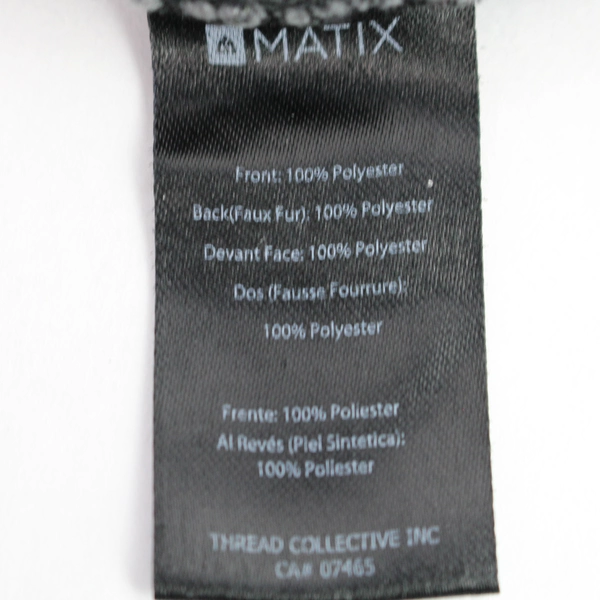 MATIX
Front: 100% Polyester
Back(Faux Fur): 100% Polyester
Devant Face: 100% Polyester
Dos (Fausse Fourrure):
100% Polyester
Frente: 100% Poliester
Al Revés (Piel Sintetica):
100% Poliester
THREAD COLLECTIVE INC
CA# 07465